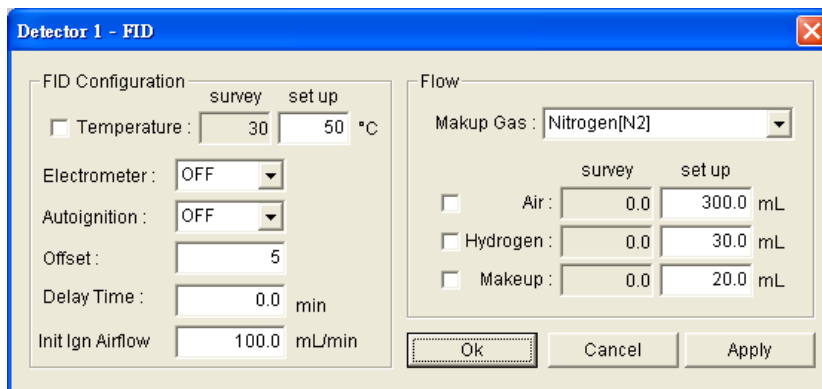 Detector 1 - FID
FID Configuration
survey set up
Temperature : 30 50 °C
Electrometer : OFF
Autoignition : OFF
Offset : 5
Delay Time : 0.0 min
Init Ign Airflow 100.0 mL/min
Flow
Makup Gas : Nitrogen[N2]
survey set up
Air : 0.0 300.0 mL
Hydrogen : 0.0 30.0 mL
Makeup : 0.0 20.0 mL
Ok Cancel Apply